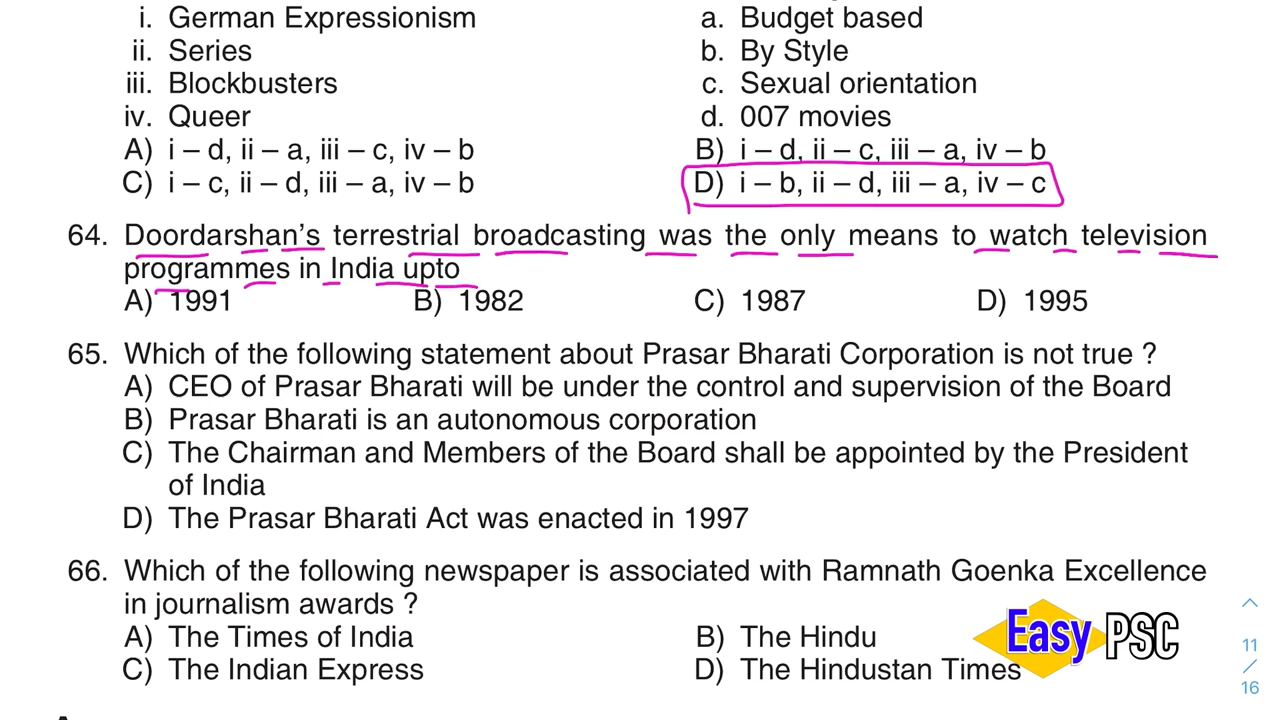 i. German Expressionism a. Budget based
ii. Series b. By Style
iii. Blockbusters c. Sexual orientation
iv. Queer d. 007 movies
A) i – d, ii – a, iii – c, iv – b B) i – d, ii – c, iii – a, iv – b
C) i – c, ii – d, iii – a, iv – b D) i – b, ii – d, iii – a, iv – c
64. Doordarshan's terrestrial broadcasting was the only means to watch television
programmes in India upto
A) 1991 B) 1982 C) 1987 D) 1995
65. Which of the following statement about Prasar Bharati Corporation is not true ?
A) CEO of Prasar Bharati will be under the control and supervision of the Board
B) Prasar Bharati is an autonomous corporation
C) The Chairman and Members of the Board shall be appointed by the President
of India
D) The Prasar Bharati Act was enacted in 1997
66. Which of the following newspaper is associated with Ramnath Goenka Excellence
in journalism awards ?
A) The Times of India B) The Hindu
C) The Indian Express D) The Hindustan Times
Easy PSC
11
/
16